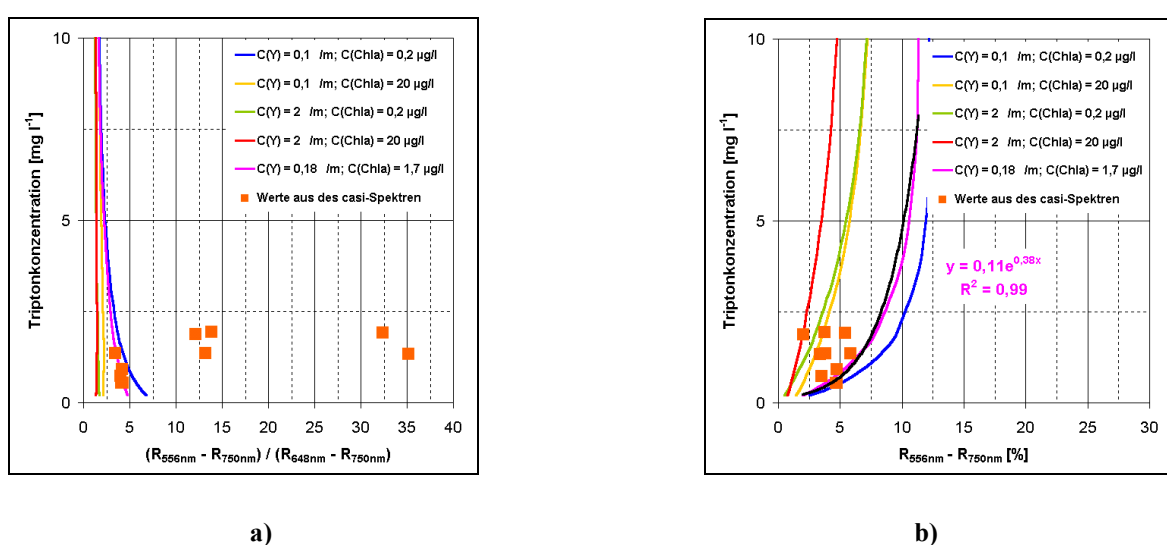 10
5
0
Triptonkonzentration [mg l⁻¹]
C(Y) = 0,1 /m; C(Chla) = 0,2 µg/l
C(Y) = 0,1 /m; C(Chla) = 20 µg/l
C(Y) = 2 /m; C(Chla) = 0,2 µg/l
C(Y) = 2 /m; C(Chla) = 20 µg/l
C(Y) = 0,18 /m; C(Chla) = 1,7 µg/l
Werte aus des casi-Spektren
0 5 10 15 20 25 30 35 40
(R556nm - R750nm) / (R648nm - R750nm)
a)
10
5
0
Triptonkonzentration [mg l⁻¹]
C(Y) = 0,1 /m; C(Chla) = 0,2 µg/l
C(Y) = 0,1 /m; C(Chla) = 20 µg/l
C(Y) = 2 /m; C(Chla) = 0,2 µg/l
C(Y) = 2 /m; C(Chla) = 20 µg/l
C(Y) = 0,18 /m; C(Chla) = 1,7 µg/l
Werte aus des casi-Spektren
y = 0,11e^0,38x
R² = 0,99
0 5 10 15 20 25 30
R556nm - R750nm [%]
b)